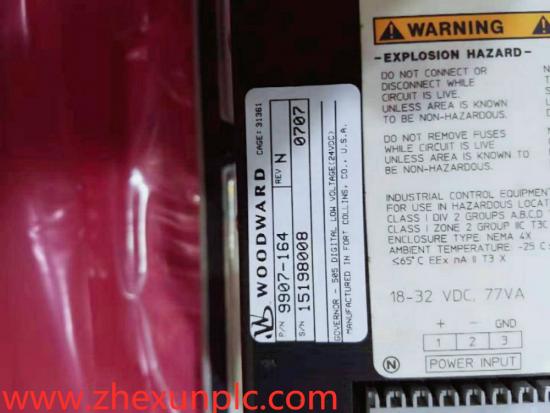 WOODWARD CAGE: 31361
P/N 9907-164 REV N
S/N 15198008 0707
GOVERNOR - 505 DIGITAL LOW VOLTAGE(24VDC)
MANUFACTURED IN FORT COLLINS, CO., U.S.A.
WARNING
-EXPLOSION HAZARD-
DO NOT CONNECT OR
DISCONNECT WHILE
CIRCUIT IS LIVE.
UNLESS AREA IS KNOWN
TO BE NON-HAZARDOUS.
DO NOT REMOVE FUSES
WHILE CIRCUIT IS LIVE
UNLESS AREA IS KNOWN
TO BE NON-HAZARDOUS.
INDUSTRIAL CONTROL EQUIPMENT
FOR USE IN HAZARDOUS LOCAT
CLASS I DIV 2 GROUPS A,B,C,D
CLASS I ZONE 2 GROUP IIC T3C
ENCLOSURE TYPE NEMA 4X
AMBIENT TEMPERATURE: -25 C
≤65°C EEx nA II T3 X
18-32 VDC, 77VA
+ - GND
1 2 3
N POWER INPUT
www.zhexunplc.com